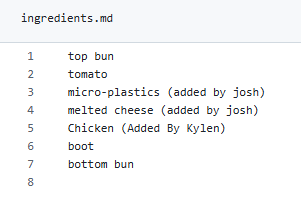 ingredients.md
1 top bun
2 tomato
3 micro-plastics (added by josh)
4 melted cheese (added by josh)
5 Chicken (Added By Kylen)
6 boot
7 bottom bun
8